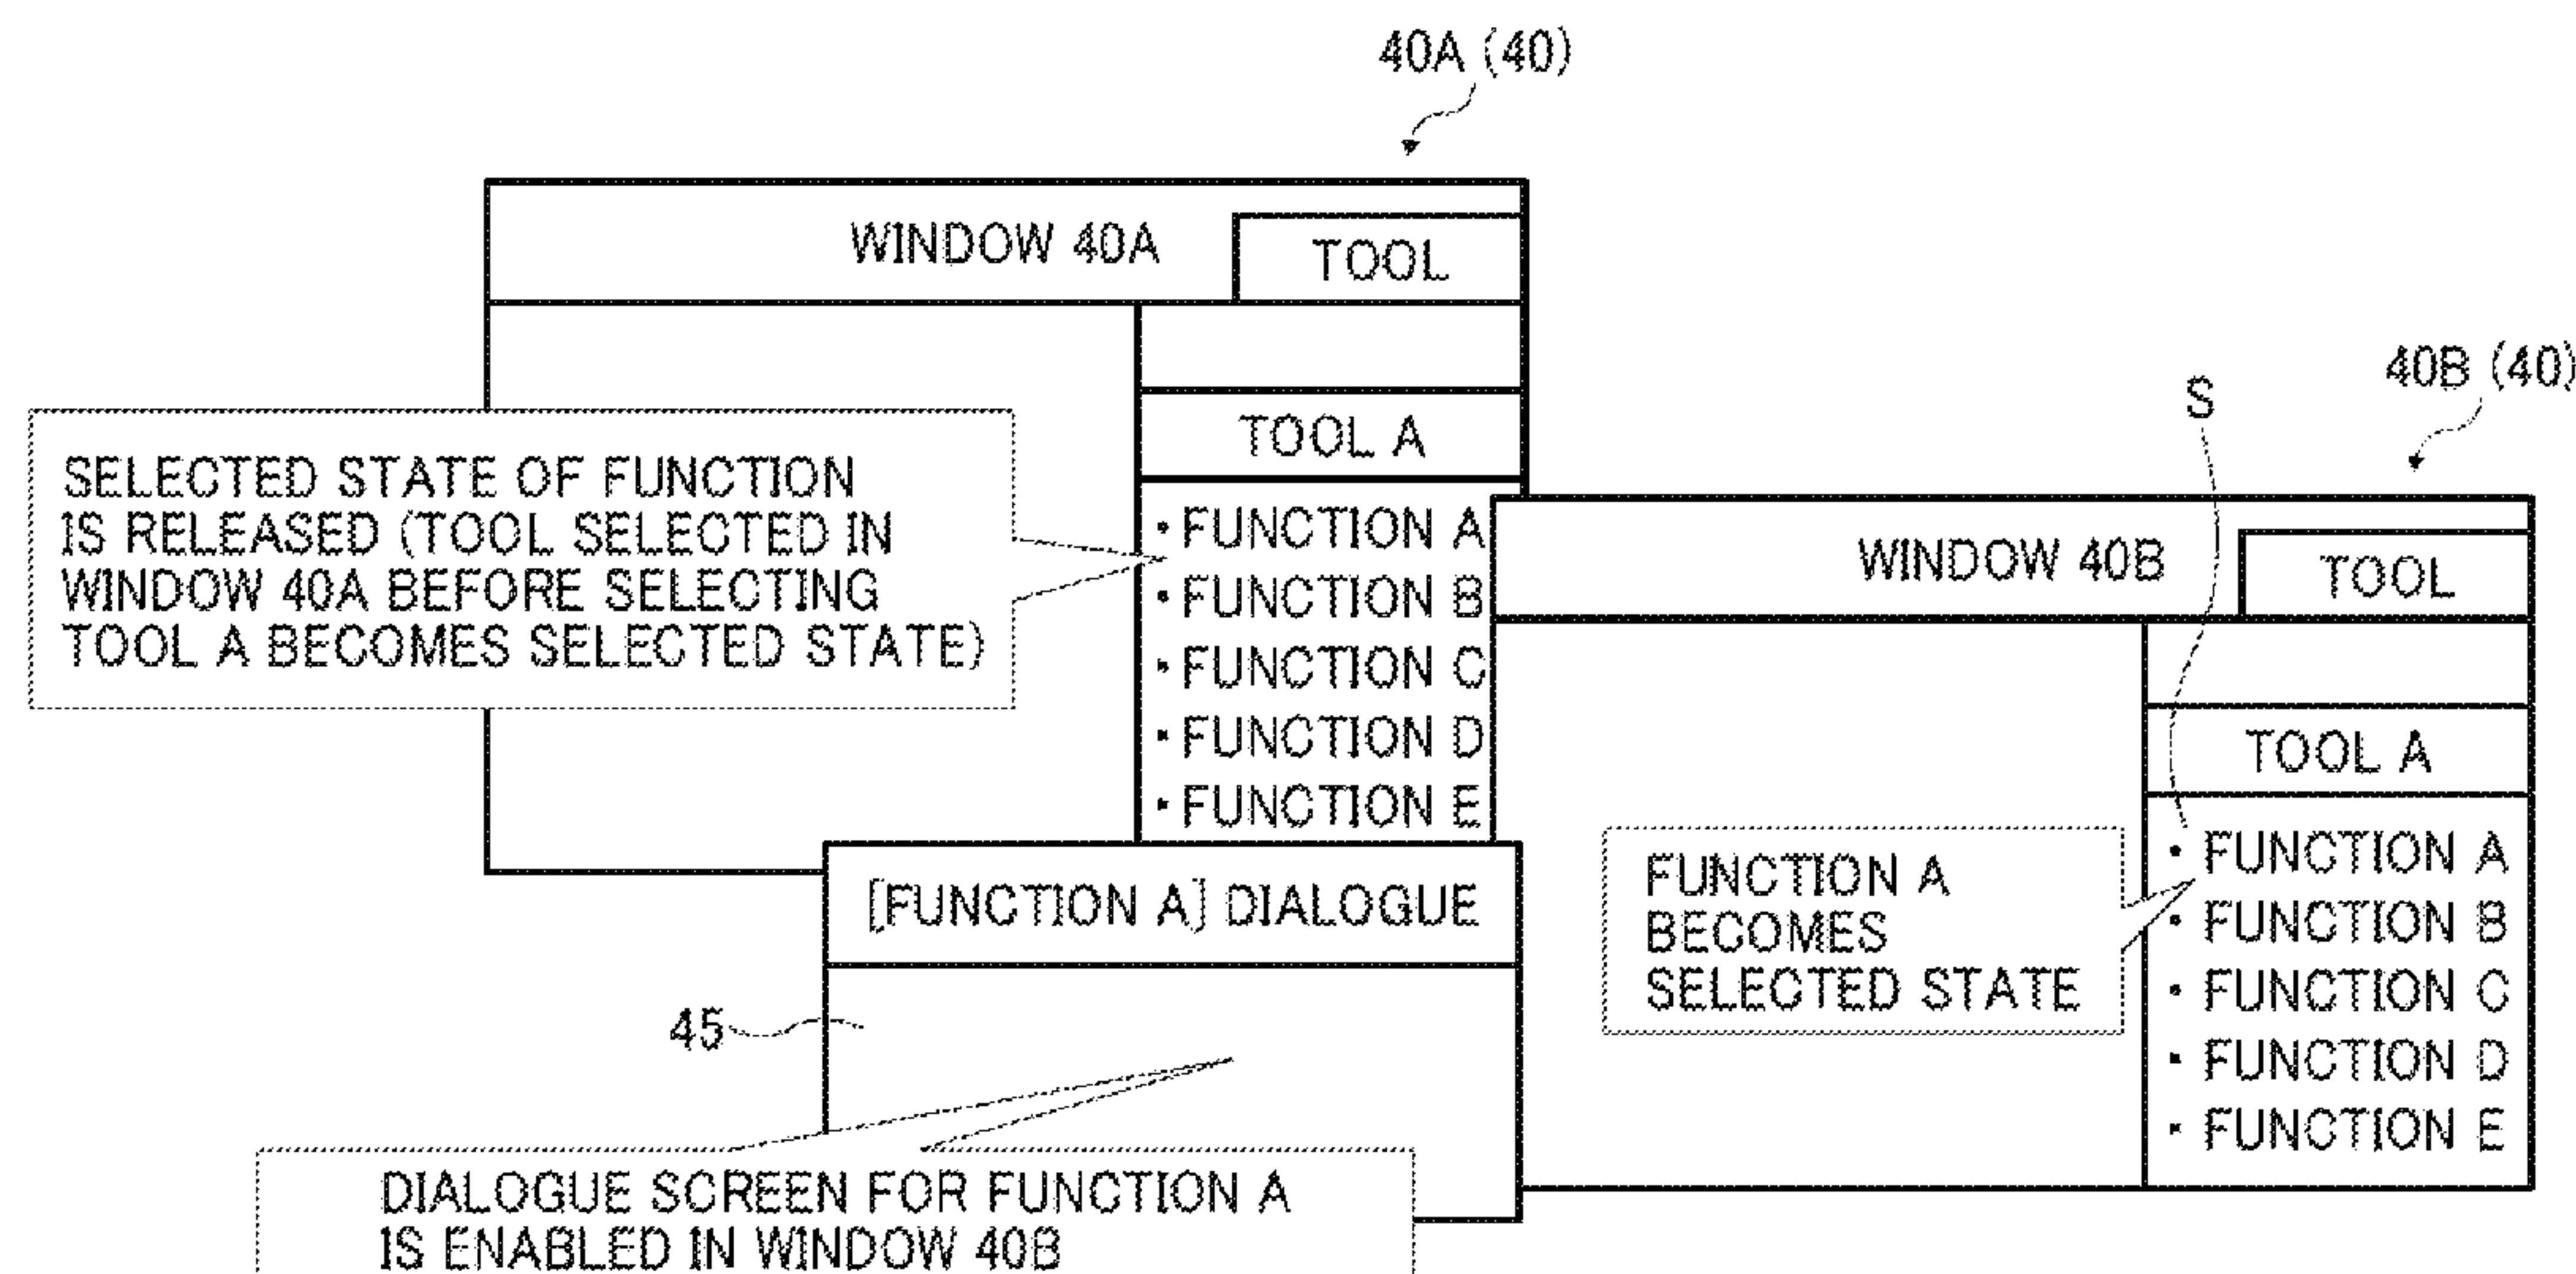 40A (40)
WINDOW 40A
TOOL
TOOL A
SELECTED STATE OF FUNCTION
IS RELEASED (TOOL SELECTED IN
WINDOW 40A BEFORE SELECTING
TOOL A BECOMES SELECTED STATE)
・FUNCTION A
・FUNCTION B
・FUNCTION C
・FUNCTION D
・FUNCTION E
S
40B (40)
WINDOW 40B
TOOL
TOOL A
・FUNCTION A
・FUNCTION B
・FUNCTION C
・FUNCTION D
・FUNCTION E
FUNCTION A
BECOMES
SELECTED STATE
[FUNCTION A] DIALOGUE
45
DIALOGUE SCREEN FOR FUNCTION A
IS ENABLED IN WINDOW 40B